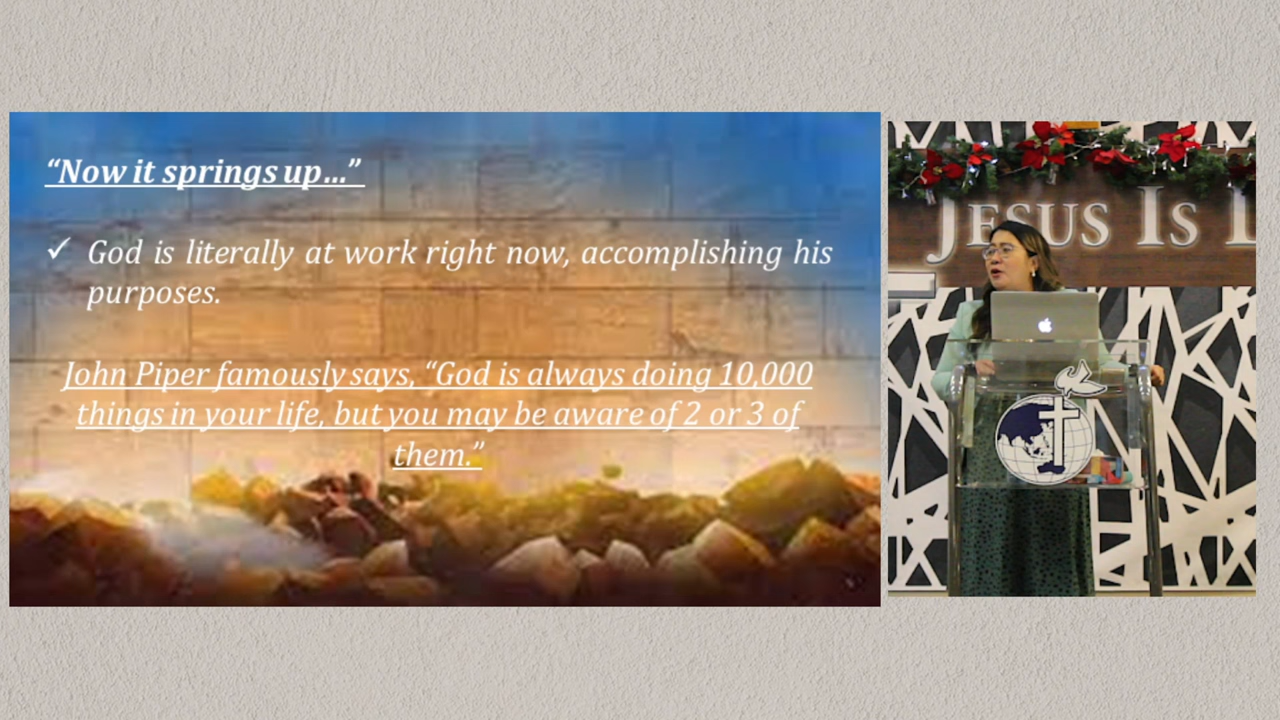 “Now it springs up...”
✓ God is literally at work right now, accomplishing his
purposes.
John Piper famously says, “God is always doing 10,000
things in your life, but you may be aware of 2 or 3 of
them.”
JESUS IS L